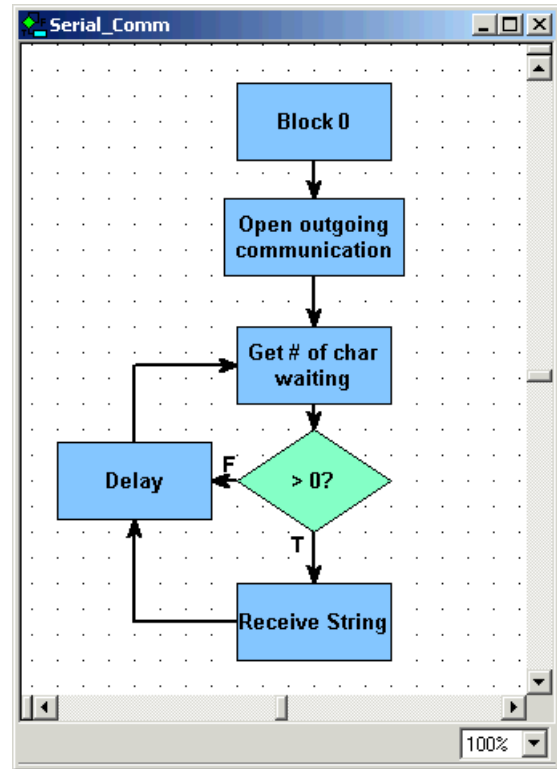 Serial_Comm
Block 0
Open outgoing
communication
Get # of char
waiting
> 0?
F
Delay
T
Receive String
100%